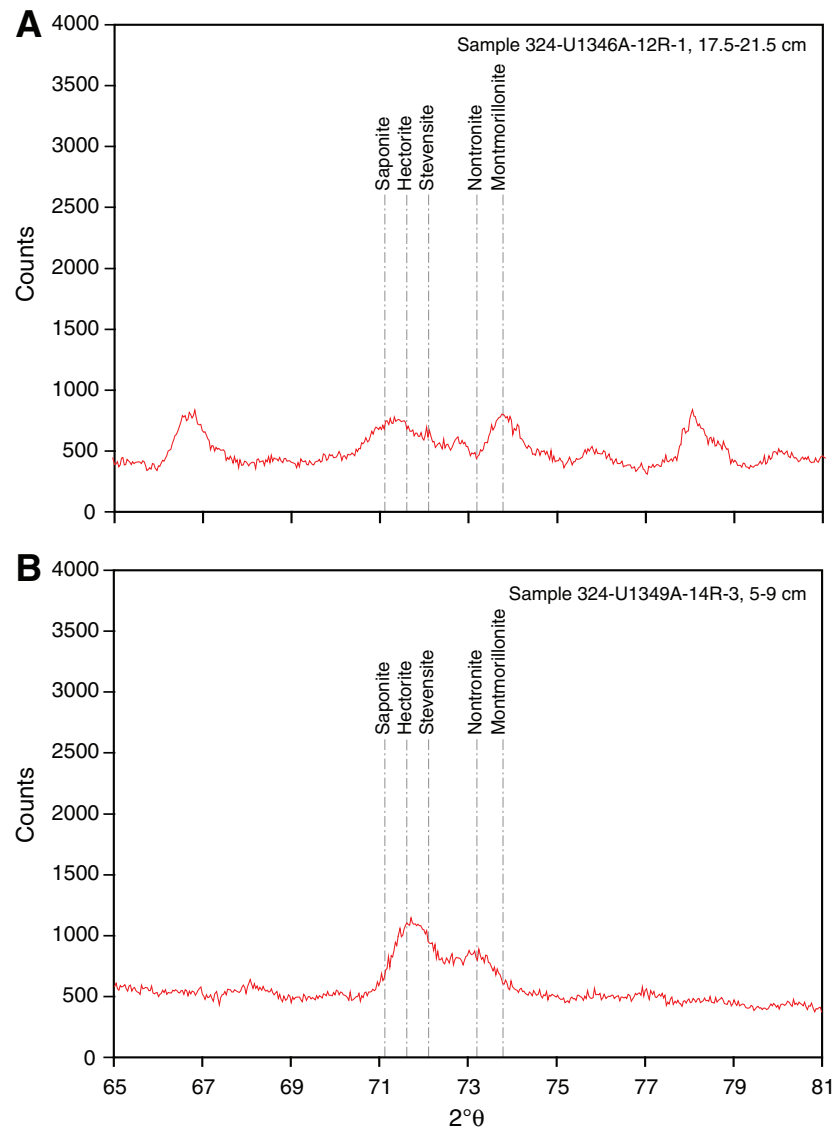 A
Sample 324-U1346A-12R-1, 17.5-21.5 cm
4000
3500
3000
2500
2000
1500
1000
500
0
Counts
Saponite
Hectorite
Stevensite
Nontronite
Montmorillonite
B
Sample 324-U1349A-14R-3, 5-9 cm
4000
3500
3000
2500
2000
1500
1000
500
0
Counts
Saponite
Hectorite
Stevensite
Nontronite
Montmorillonite
65 67 69 71 73 75 77 79 81
2°θ